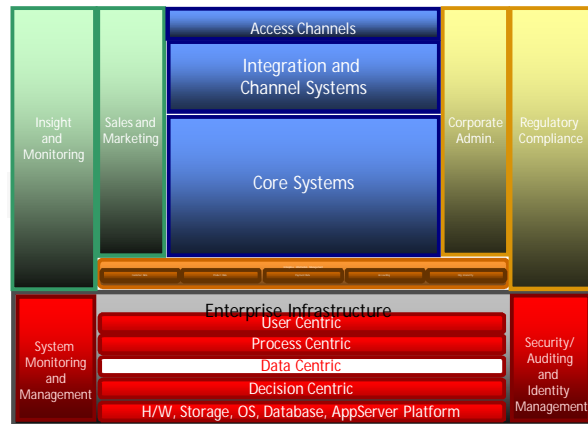 Access Channels
Integration and
Channel Systems
Insight
and
Monitoring
Sales and
Marketing
Corporate
Admin.
Regulatory
Compliance
Core Systems
Enterprise Infrastructure
User Centric
Process Centric
Data Centric
Decision Centric
H/W, Storage, OS, Database, AppServer Platform
System
Monitoring
and
Management
Security/
Auditing
and
Identity
Management